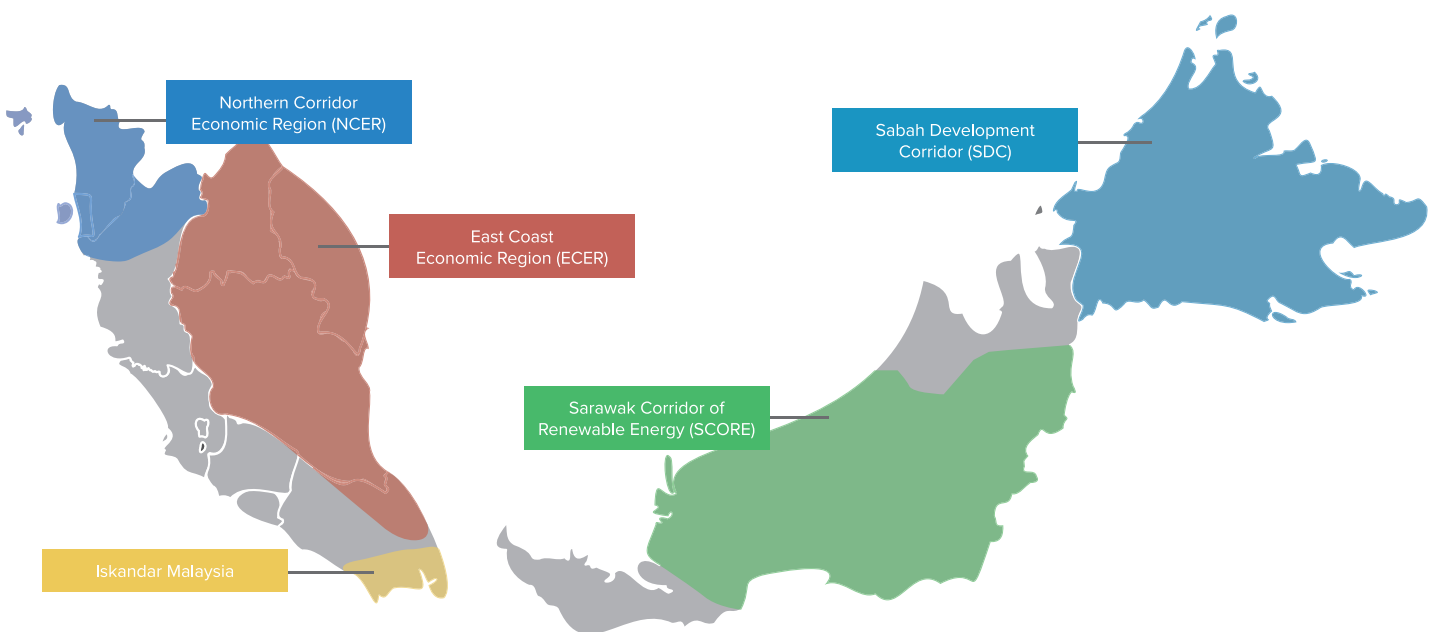 Northern Corridor
Economic Region (NCER)
Sabah Development
Corridor (SDC)
East Coast
Economic Region (ECER)
Sarawak Corridor of
Renewable Energy (SCORE)
Iskandar Malaysia